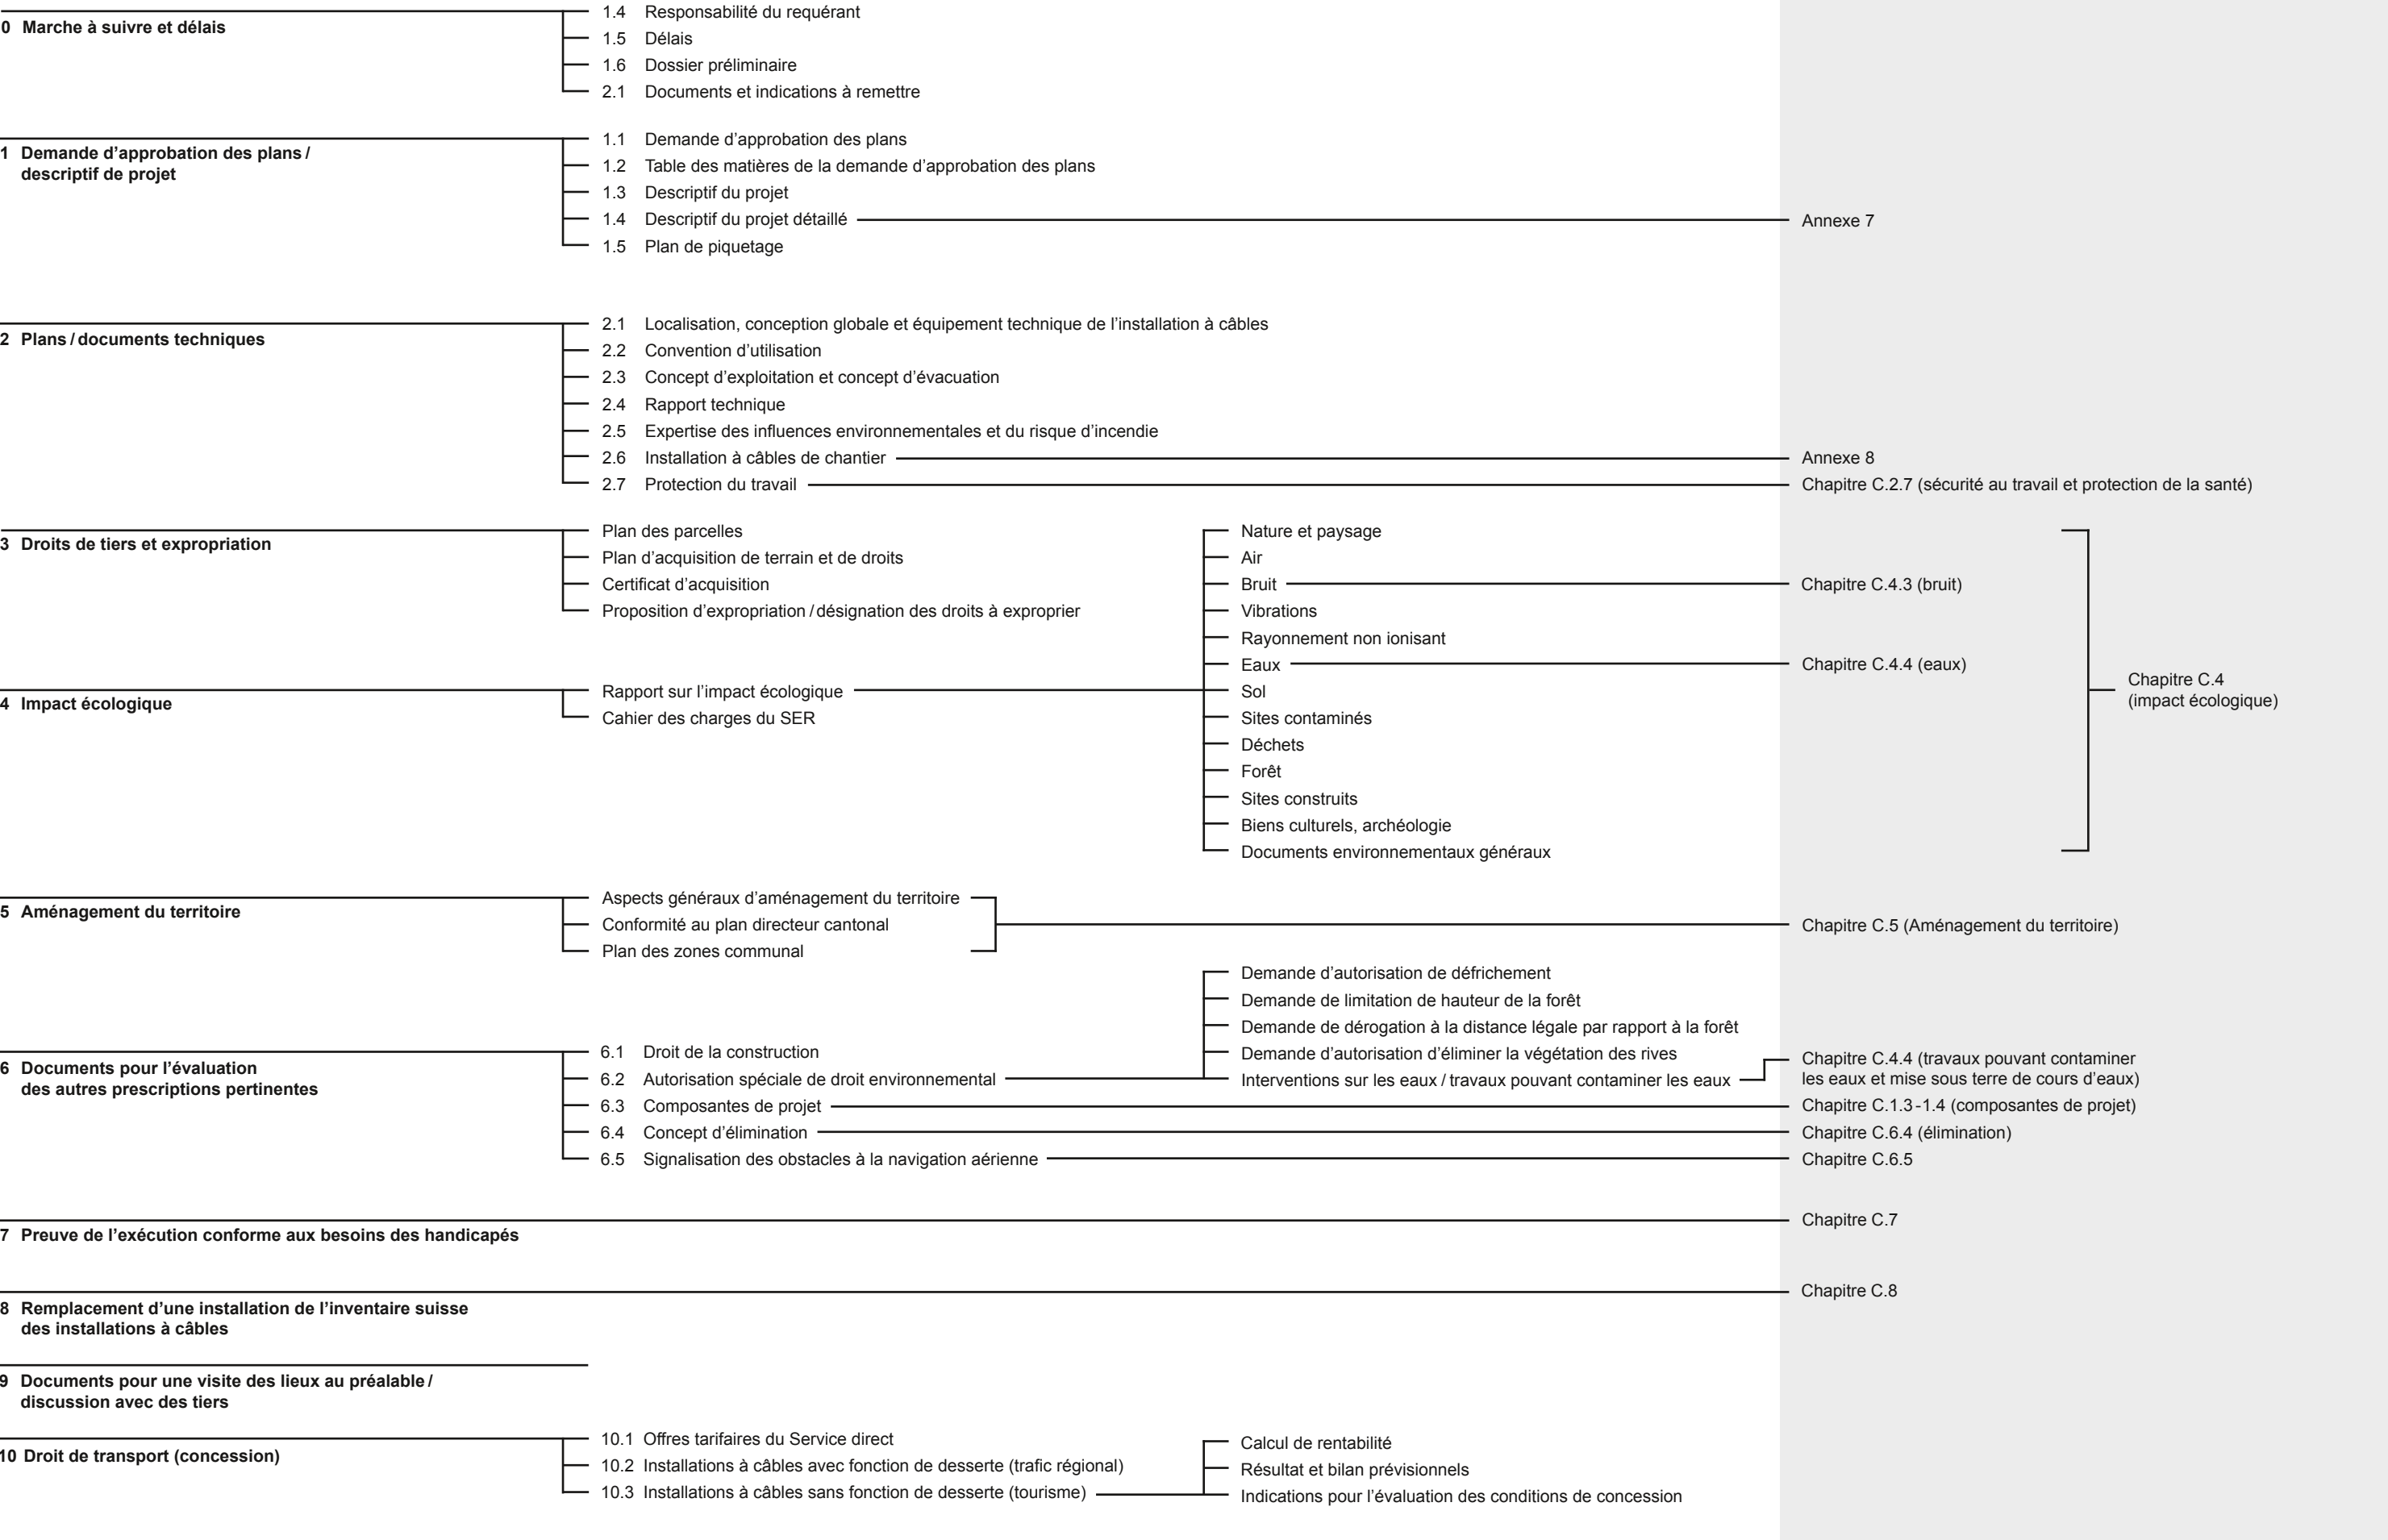 0 Marche à suivre et délais
1.4 Responsabilité du requérant
1.5 Délais
1.6 Dossier préliminaire
2.1 Documents et indications à remettre
1 Demande d’approbation des plans /
descriptif de projet
1.1 Demande d’approbation des plans
1.2 Table des matières de la demande d’approbation des plans
1.3 Descriptif du projet
1.4 Descriptif du projet détaillé
Annexe 7
1.5 Plan de piquetage
2 Plans / documents techniques
2.1 Localisation, conception globale et équipement technique de l’installation à câbles
2.2 Convention d’utilisation
2.3 Concept d’exploitation et concept d’évacuation
2.4 Rapport technique
2.5 Expertise des influences environnementales et du risque d’incendie
2.6 Installation à câbles de chantier
Annexe 8
2.7 Protection du travail
Chapitre C.2.7 (sécurité au travail et protection de la santé)
3 Droits de tiers et expropriation
Plan des parcelles
Plan d’acquisition de terrain et de droits
Certificat d’acquisition
Proposition d’expropriation / désignation des droits à exproprier
4 Impact écologique
Rapport sur l’impact écologique
Cahier des charges du SER
Nature et paysage
Air
Bruit
Chapitre C.4.3 (bruit)
Vibrations
Rayonnement non ionisant
Eaux
Chapitre C.4.4 (eaux)
Sol
Sites contaminés
Déchets
Forêt
Sites construits
Biens culturels, archéologie
Documents environnementaux généraux
Chapitre C.4
(impact écologique)
5 Aménagement du territoire
Aspects généraux d’aménagement du territoire
Conformité au plan directeur cantonal
Plan des zones communal
Chapitre C.5 (Aménagement du territoire)
6 Documents pour l’évaluation
des autres prescriptions pertinentes
6.1 Droit de la construction
6.2 Autorisation spéciale de droit environnemental
Demande d’autorisation de défrichement
Demande de limitation de hauteur de la forêt
Demande de dérogation à la distance légale par rapport à la forêt
Demande d’autorisation d’éliminer la végétation des rives
Interventions sur les eaux / travaux pouvant contaminer les eaux
Chapitre C.4.4 (travaux pouvant contaminer
les eaux et mise sous terre de cours d’eaux)
6.3 Composantes de projet
Chapitre C.1.3 - 1.4 (composantes de projet)
6.4 Concept d’élimination
Chapitre C.6.4 (élimination)
6.5 Signalisation des obstacles à la navigation aérienne
Chapitre C.6.5
7 Preuve de l’exécution conforme aux besoins des handicapés
Chapitre C.7
8 Remplacement d’une installation de l’inventaire suisse
des installations à câbles
Chapitre C.8
9 Documents pour une visite des lieux au préalable /
discussion avec des tiers
10 Droit de transport (concession)
10.1 Offres tarifaires du Service direct
10.2 Installations à câbles avec fonction de desserte (trafic régional)
10.3 Installations à câbles sans fonction de desserte (tourisme)
Calcul de rentabilité
Résultat et bilan prévisionnels
Indications pour l’évaluation des conditions de concession